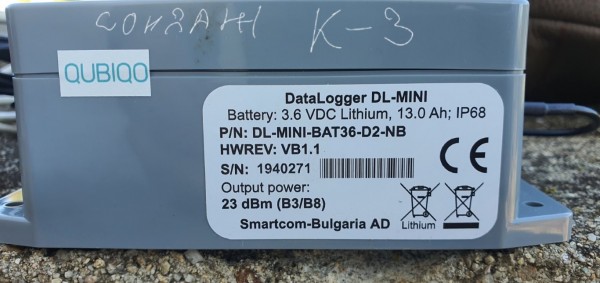 K-3
QUBIQO
DataLogger DL-MINI
Battery: 3.6 VDC Lithium, 13.0 Ah; IP68
P/N: DL-MINI-BAT36-D2-NB
HWREV: VB1.1
S/N: 1940271
Output power:
23 dBm (B3/B8)
Smartcom-Bulgaria AD
CE
Lithium